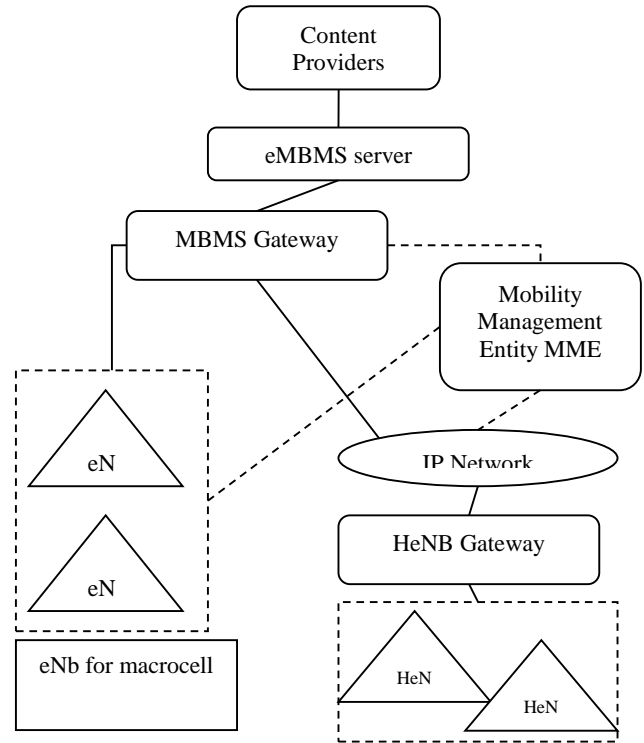 Content
Providers
eMBMS server
MBMS Gateway
Mobility
Management
Entity MME
eN
eN
IP Network
HeNB Gateway
eNb for macrocell
HeN
HeN